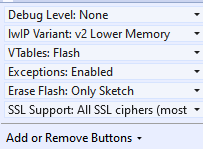 Debug Level: None
lwIP Variant: v2 Lower Memory
VTables: Flash
Exceptions: Enabled
Erase Flash: Only Sketch
SSL Support: All SSL ciphers (most
Add or Remove Buttons